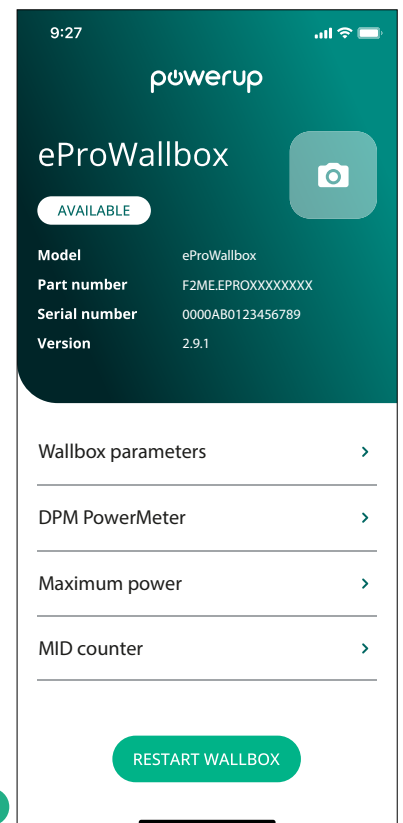 9:27
powerup
eProWallbox
AVAILABLE
Model eProWallbox
Part number F2ME.EPROXXXXXXXX
Serial number 0000AB0123456789
Version 2.9.1
Wallbox parameters
DPM PowerMeter
Maximum power
MID counter
RESTART WALLBOX